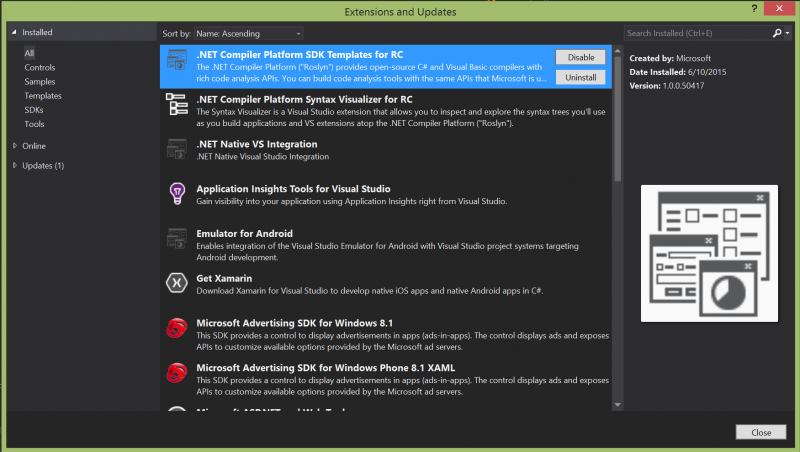 Extensions and Updates
?
Installed
All
Controls
Samples
Templates
SDKs
Tools
Online
Updates (1)
Sort by: Name: Ascending
.NET Compiler Platform SDK Templates for RC
The .NET Compiler Platform ("Roslyn") provides open-source C# and Visual Basic compilers with
rich code analysis APIs. You can build code analysis tools with the same APIs that Microsoft is u...
Disable
Uninstall
.NET Compiler Platform Syntax Visualizer for RC
The Syntax Visualizer is a Visual Studio extension that allows you to inspect and explore the syntax trees you'll use
as you build applications and VS extensions atop the .NET Compiler Platform ("Roslyn").
.NET Native VS Integration
.NET Native Visual Studio Integration
Application Insights Tools for Visual Studio
Gain visibility into your application using Application Insights right from Visual Studio.
Emulator for Android
Enables integration of the Visual Studio Emulator for Android with Visual Studio project systems targeting
Android development.
Get Xamarin
Download Xamarin for Visual Studio to develop native iOS apps and native Android apps in C#.
Microsoft Advertising SDK for Windows 8.1
This SDK provides a control to display advertisements in apps (ads-in-apps). The control displays ads and exposes
APIs to customize available options provided by the Microsoft ad servers.
Microsoft Advertising SDK for Windows Phone 8.1 XAML
This SDK provides a control to display advertisements in apps (ads-in-apps). The control displays ads and exposes
APIs to customize available options provided by the Microsoft ad servers.
Search Installed (Ctrl+E)
Created by: Microsoft
Date Installed: 6/10/2015
Version: 1.0.0.50417
Close